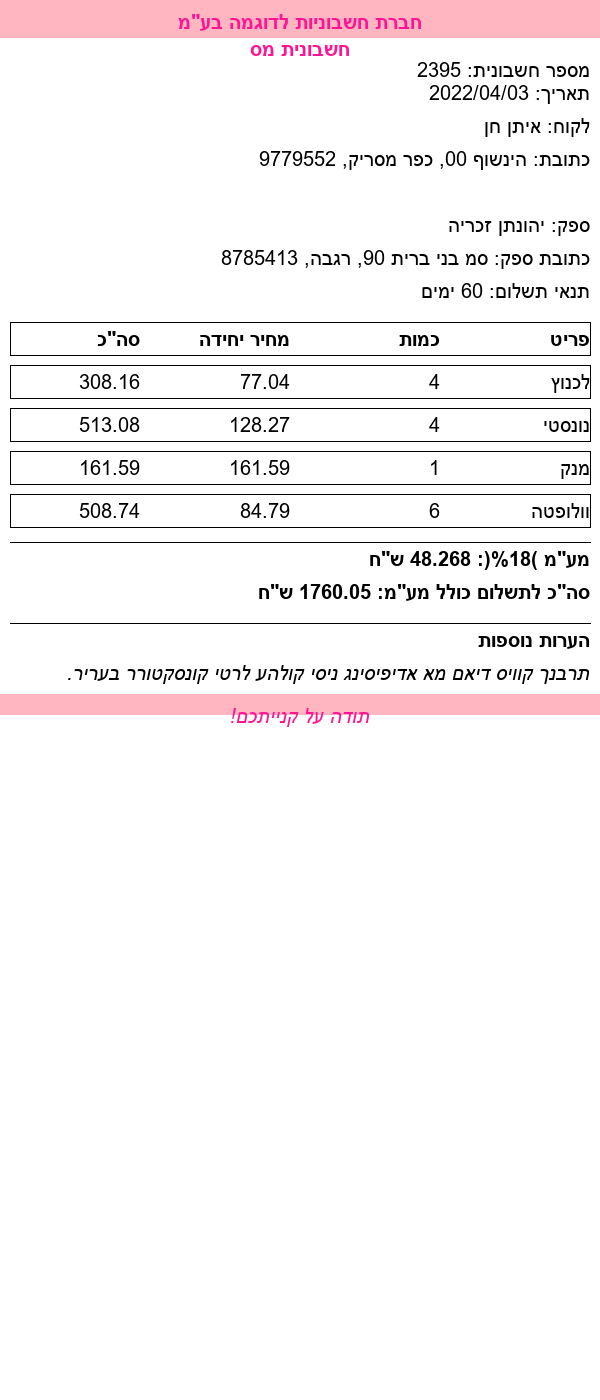 חברת חשבוניות לדוגמה בע"מ
חשבונית מס
מספר חשבונית: 2395
תאריך: 2022/04/03
לקוח: איתן חן
כתובת: הינשוף 00, כפר מסריק, 9779552
ספק: יהונתן זכריה
כתובת ספק: סמ בני ברית 90, רגבה, 8785413
תנאי תשלום: 60 ימים
פריט כמות מחיר יחידה סה"כ
לכנוץ 4 77.04 308.16
נונסטי 4 128.27 513.08
מנק 1 161.59 161.59
וולופטה 6 84.79 508.74
מע"מ )18%(: 48.268 ש"ח
סה"כ לתשלום כולל מע"מ: 1760.05 ש"ח
הערות נוספות
תרבנך קוויס דיאם מא אדיפיסינג ניסי קולהע לרטי קונסקטורר בעריר.
תודה על קנייתכם!